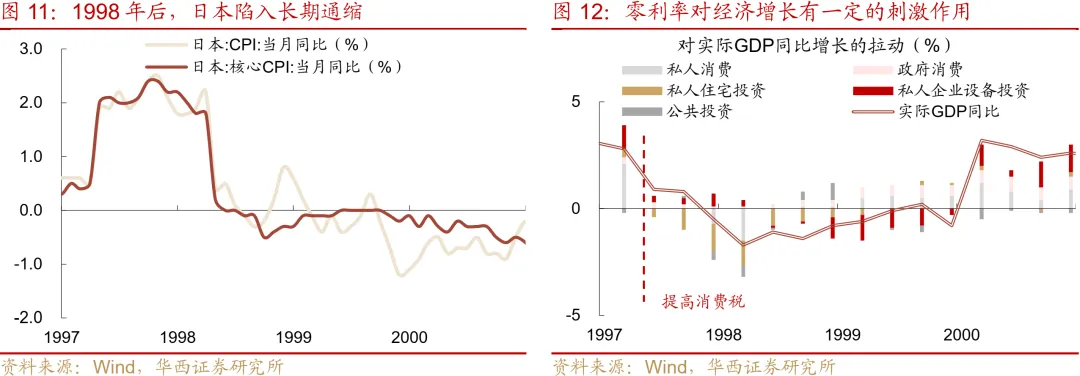 图 11：1998 年后，日本陷入长期通缩
3.0
日本:CPI:当月同比（%）
日本:核心CPI:当月同比（%）
2.0
1.0
0.0
-1.0
-2.0
1997 1998 1999 2000
资料来源：Wind，华西证券研究所
图 12：零利率对经济增长有一定的刺激作用
对实际GDP同比增长的拉动（%）
私人消费 政府消费
私人住宅投资 私人企业设备投资
公共投资 实际GDP同比
5
0
提高消费税
-5
1997 1998 1999 2000
资料来源：Wind，华西证券研究所